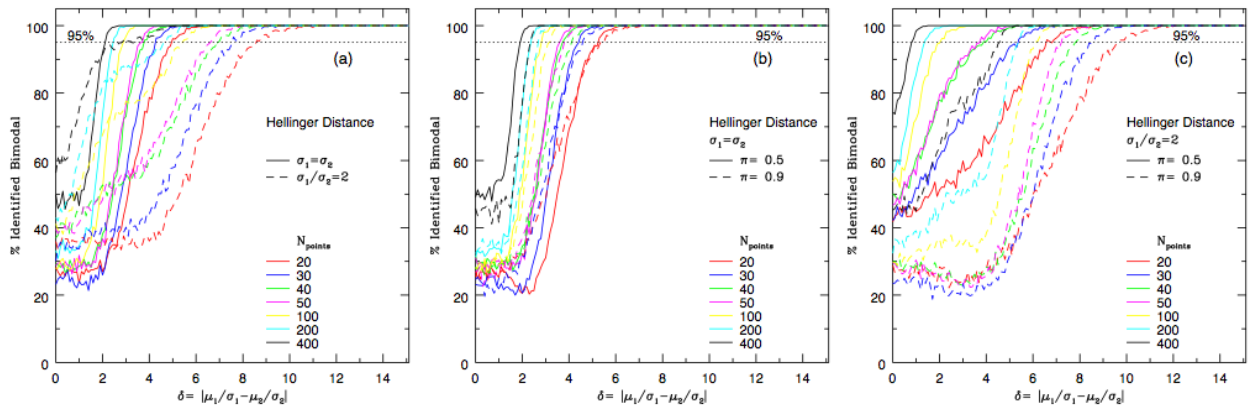 95%
(a)
Hellinger Distance
σ₁=σ₂
σ₁/σ₂=2
N_points
20
30
40
50
100
200
400
% Identified Bimodal
0
20
40
60
80
100
0 2 4 6 8 10 12 14
δ= |μ₁/σ₁−μ₂/σ₂|
95%
(b)
Hellinger Distance
σ₁=σ₂
π= 0.5
π= 0.9
N_points
20
30
40
50
100
200
400
% Identified Bimodal
0
20
40
60
80
100
0 2 4 6 8 10 12 14
δ= |μ₁/σ₁−μ₂/σ₂|
95%
(c)
Hellinger Distance
σ₁/σ₂=2
π= 0.5
π= 0.9
N_points
20
30
40
50
100
200
400
% Identified Bimodal
0
20
40
60
80
100
0 2 4 6 8 10 12 14
δ= |μ₁/σ₁−μ₂/σ₂|